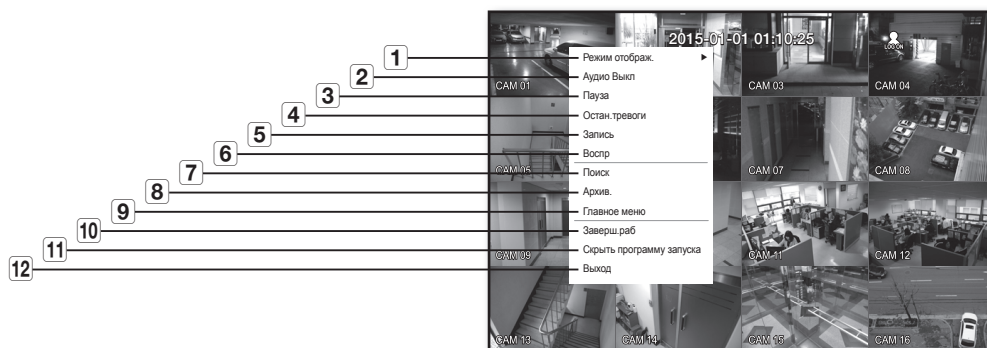 2015-01-01 01:10:25
LOG ON
1 Режим отображ.
2 Аудио Выкл
3 Пауза
4 Остан.тревоги
5 Запись
6 Воспр
7 Поиск
8 Архив.
9 Главное меню
10 Заверш.раб
11 Скрыть программу запуска
12 Выход
CAM 01
CAM 03
CAM 04
CAM 05
CAM 07
CAM 08
CAM 09
CAM 11
CAM 12
CAM 13
CAM 14
CAM 15
CAM 16